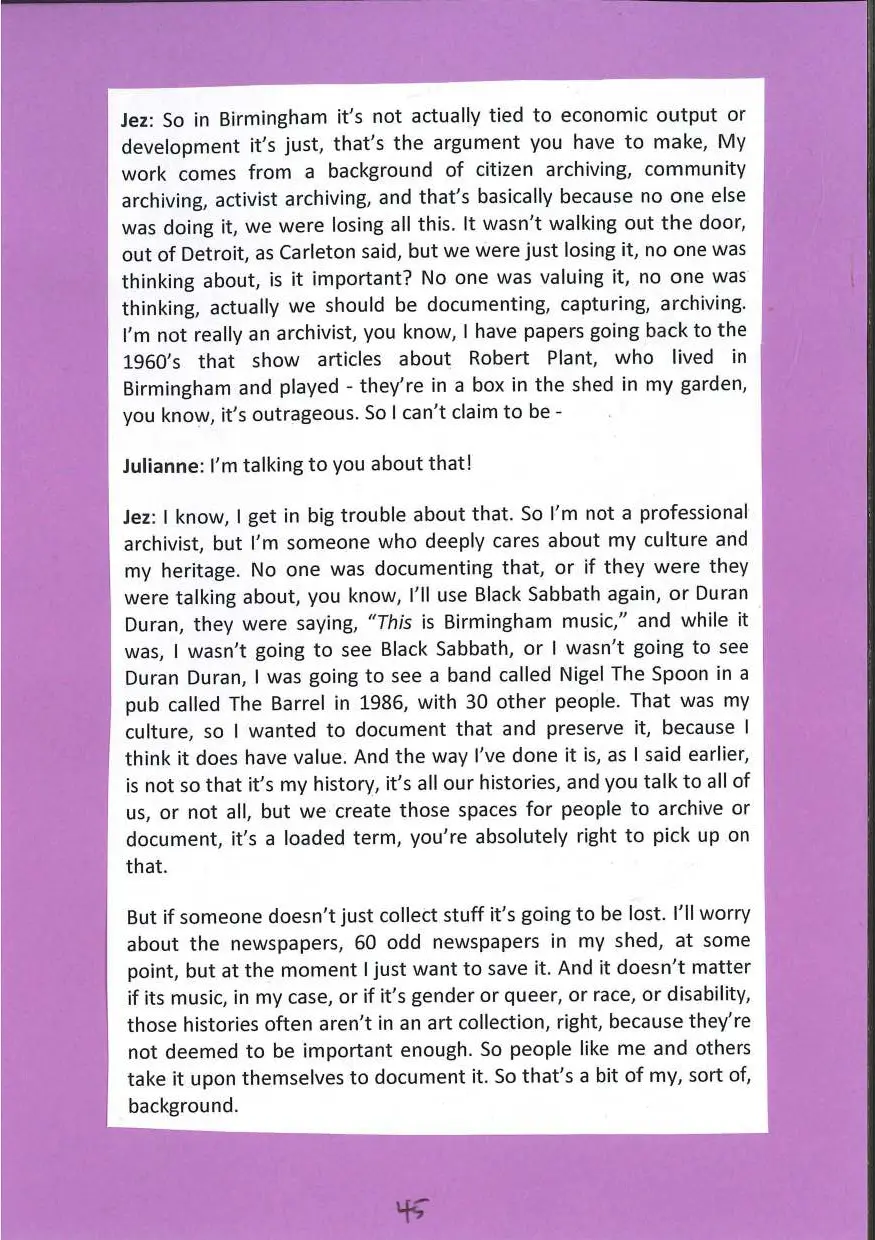 Jez: So in Birmingham it's not actually tied to economic output or
development it's just, that's the argument you have to make, My
work comes from a background of citizen archiving, community
archiving, activist archiving, and that's basically because no one else
was doing it, we were losing all this. It wasn't walking out the door,
out of Detroit, as Carleton said, but we were just losing it, no one was
thinking about, is it important? No one was valuing it, no one was
thinking, actually we should be documenting, capturing, archiving.
I'm not really an archivist, you know, I have papers going back to the
1960's that show articles about Robert Plant, who lived in
Birmingham and played - they're in a box in the shed in my garden,
you know, it's outrageous. So I can't claim to be -
Julianne: I'm talking to you about that!
Jez: I know, I get in big trouble about that. So I'm not a professional
archivist, but I'm someone who deeply cares about my culture and
my heritage. No one was documenting that, or if they were they
were talking about, you know, I'll use Black Sabbath again, or Duran
Duran, they were saying, "This is Birmingham music," and while it
was, I wasn't going to see Black Sabbath, or I wasn't going to see
Duran Duran, I was going to see a band called Nigel The Spoon in a
pub called The Barrel in 1986, with 30 other people. That was my
culture, so I wanted to document that and preserve it, because I
think it does have value. And the way I've done it is, as I said earlier,
is not so that it's my history, it's all our histories, and you talk to all of
us, or not all, but we create those spaces for people to archive or
document, it's a loaded term, you're absolutely right to pick up on
that.
But if someone doesn't just collect stuff it's going to be lost. I'll worry
about the newspapers, 60 odd newspapers in my shed, at some
point, but at the moment I just want to save it. And it doesn't matter
if its music, in my case, or if it's gender or queer, or race, or disability,
those histories often aren't in an art collection, right, because they're
not deemed to be important enough. So people like me and others
take it upon themselves to document it. So that's a bit of my, sort of,
background.
45